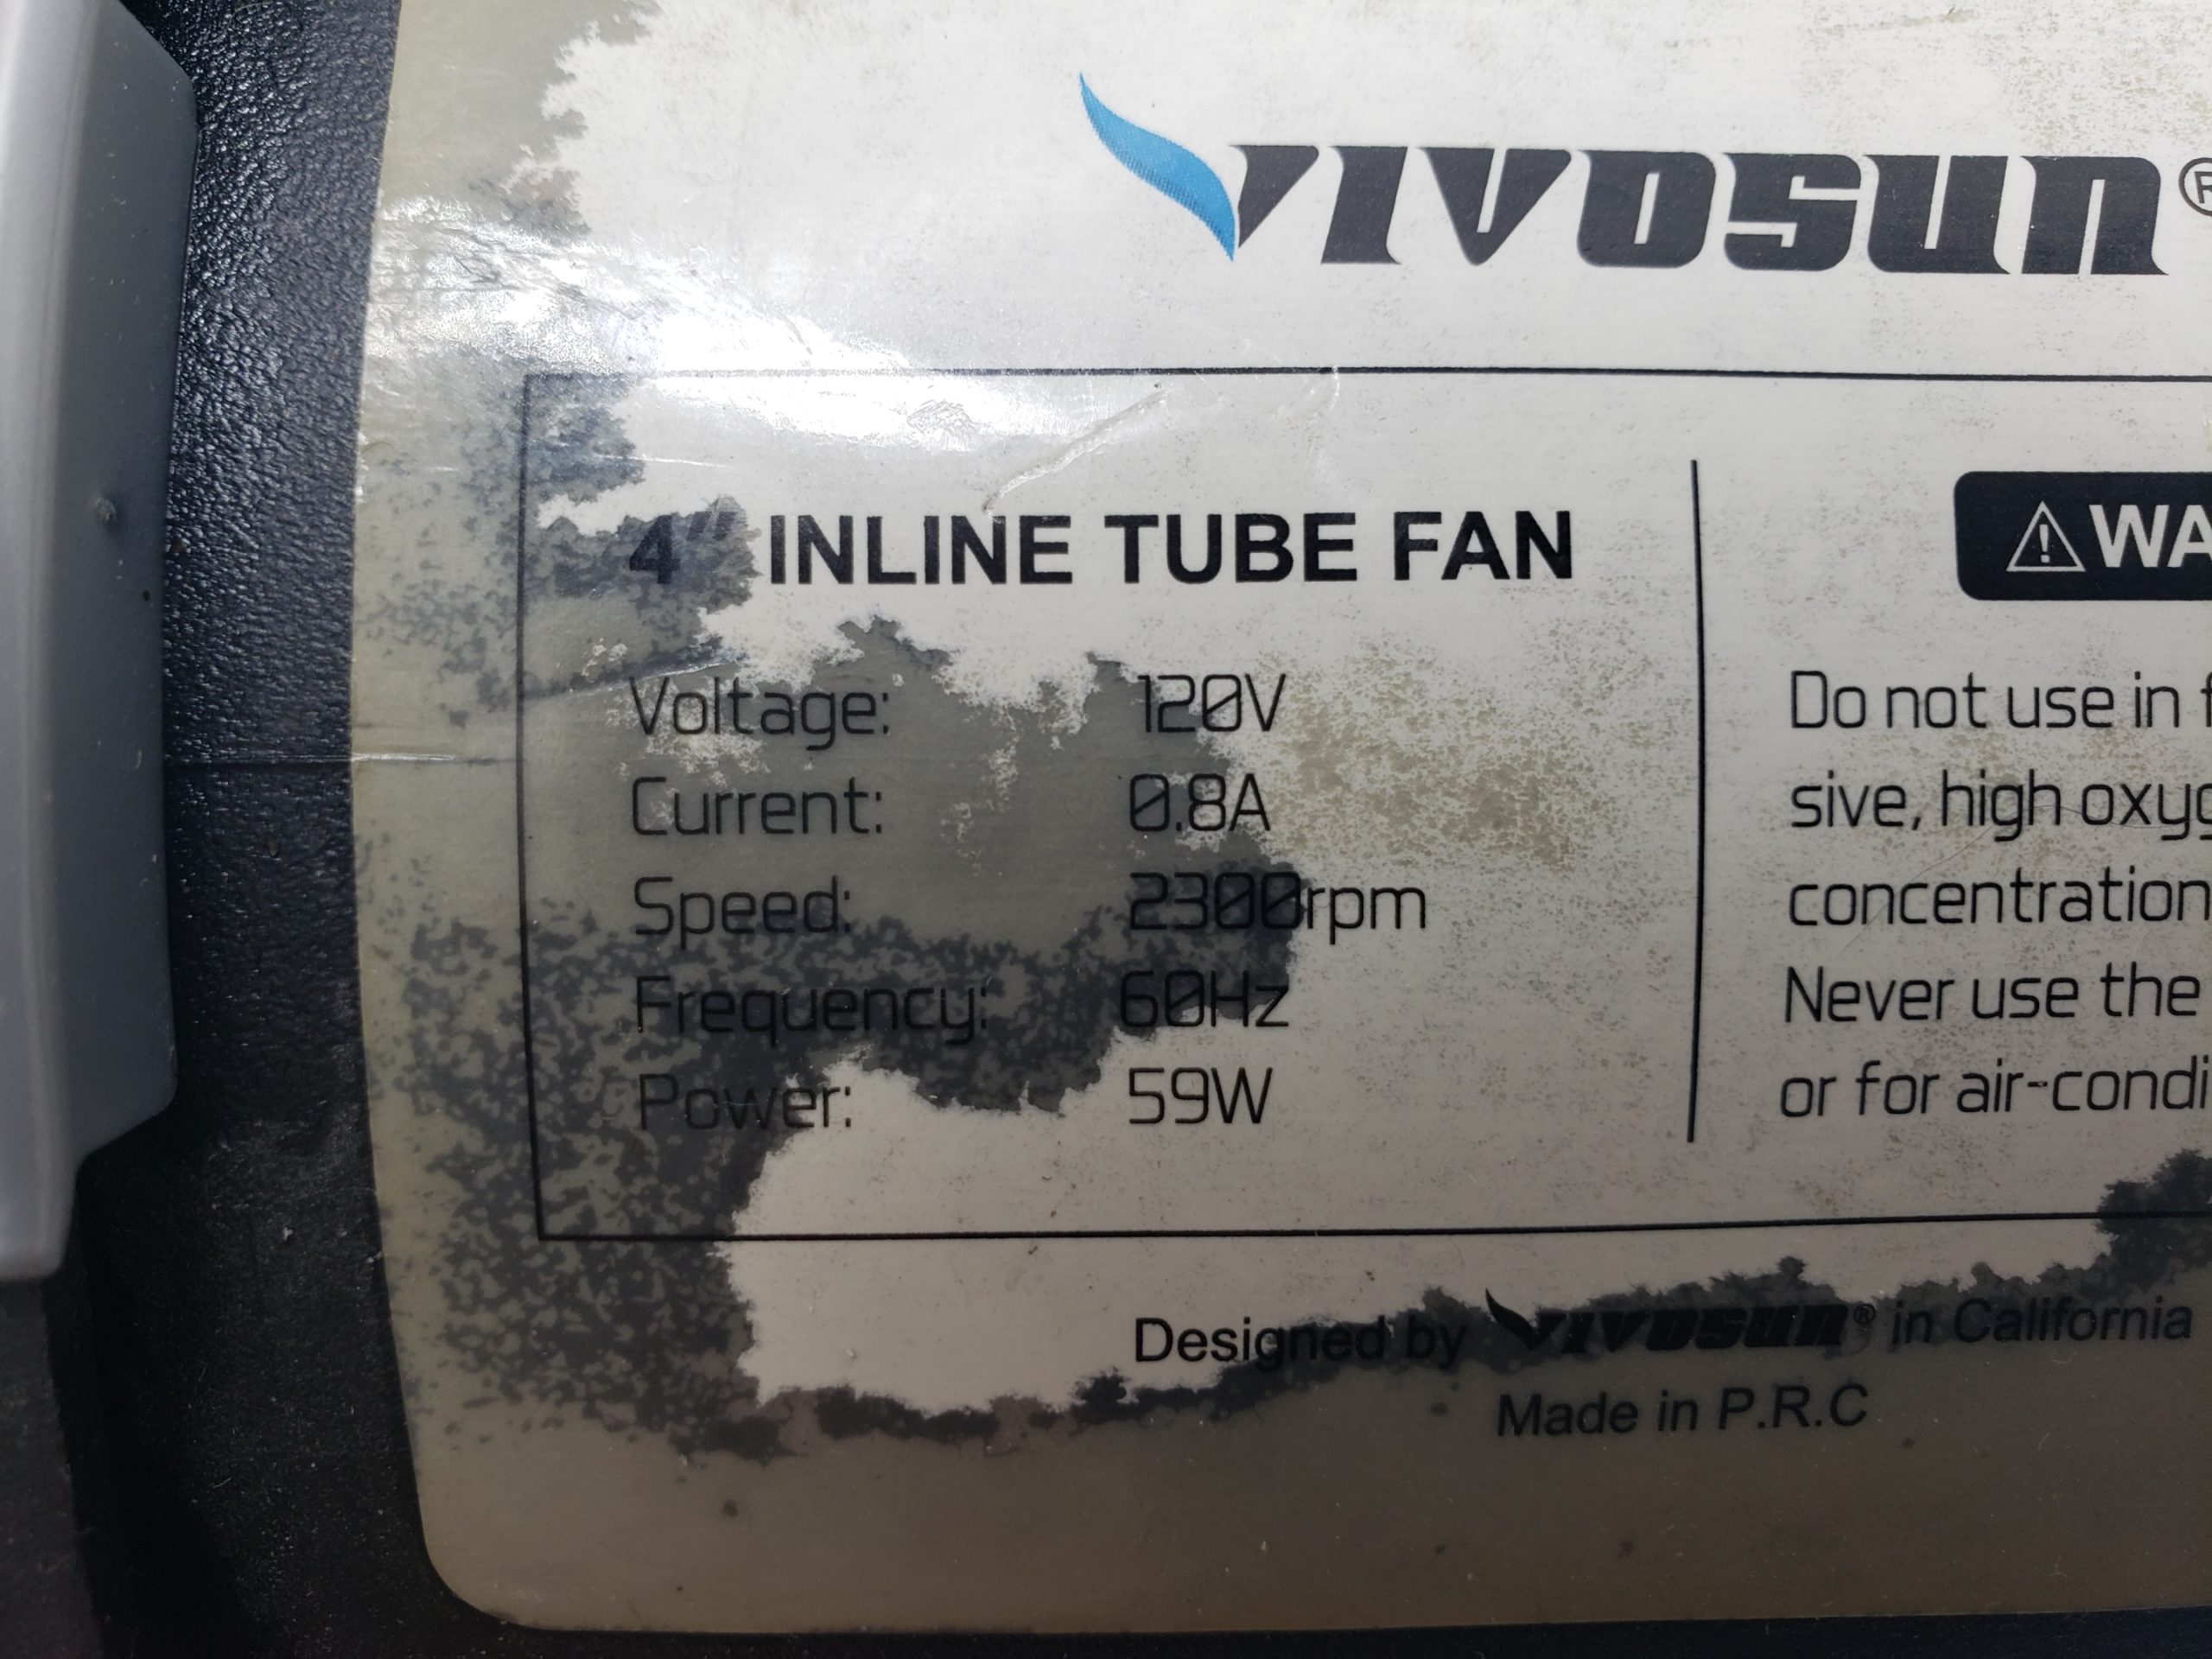 VIVOSUN®
4" INLINE TUBE FAN
Voltage: 120V
Current: 0.8A
Speed: 2300rpm
Frequency: 60Hz
Power: 59W
⚠ WA
Do not use in f
sive, high oxyg
concentration
Never use the
or for air-condi
Designed by VIVOSUN® in California
Made in P.R.C